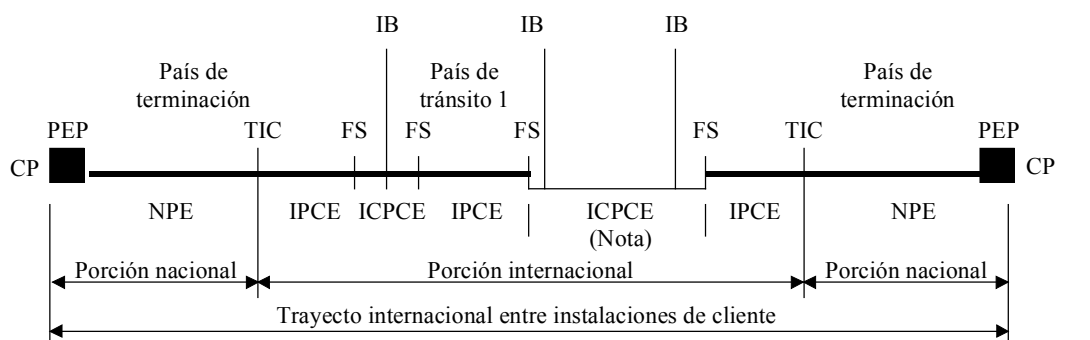 IB IB IB
País de terminación
País de tránsito 1
País de terminación
PEP TIC FS FS FS FS TIC PEP
CP CP
NPE IPCE ICPCE IPCE ICPCE (Nota) IPCE NPE
Porción nacional Porción internacional Porción nacional
Trayecto internacional entre instalaciones de cliente